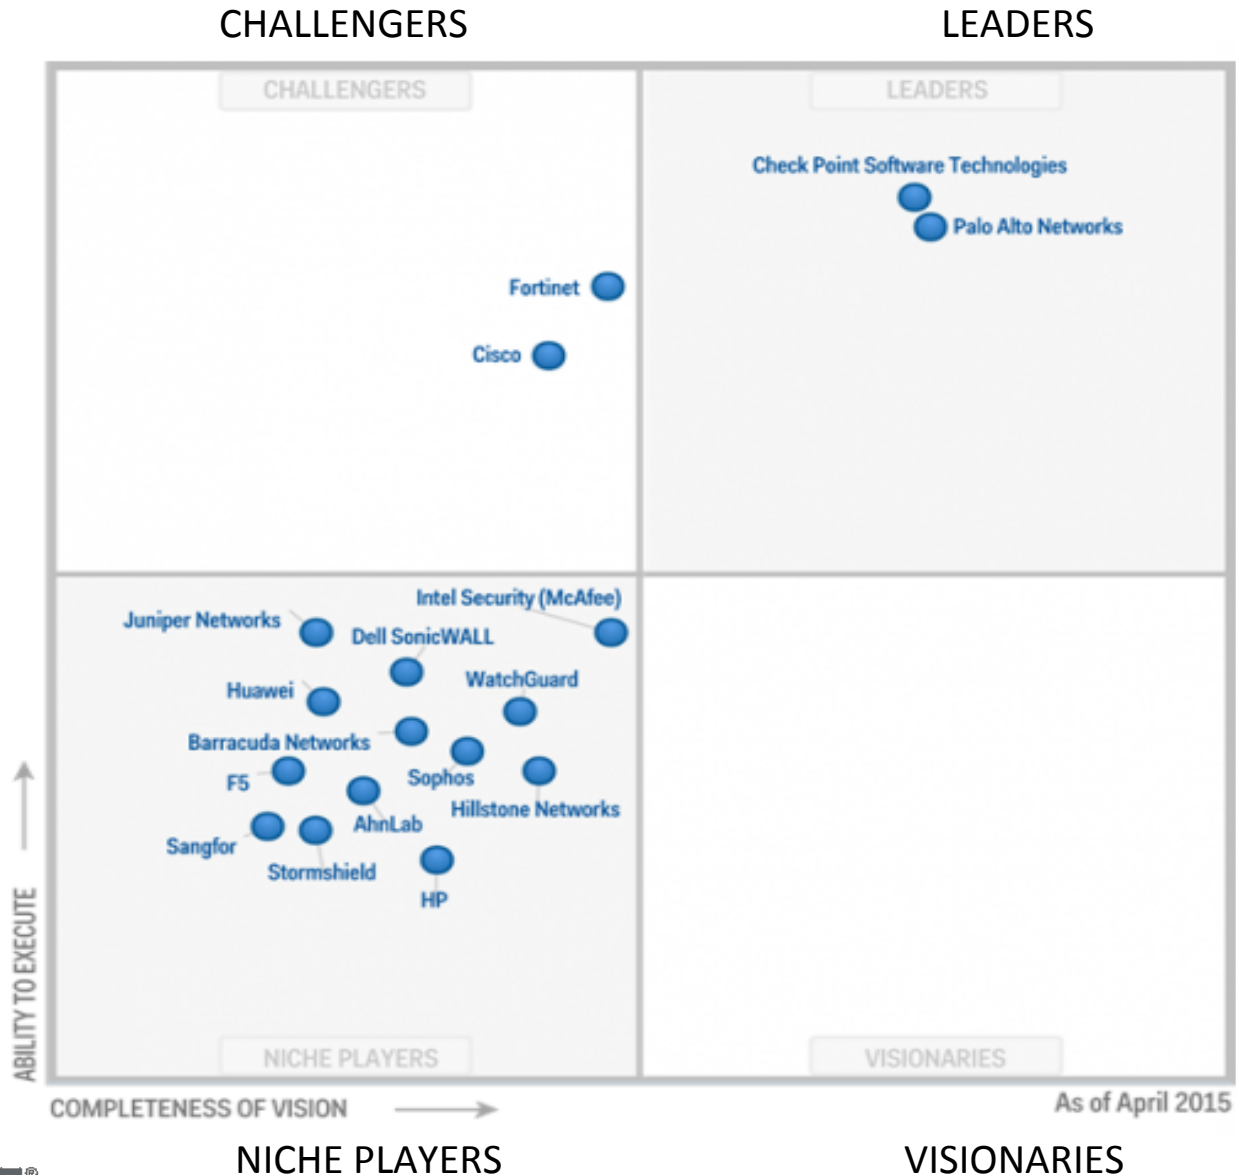 CHALLENGERS
LEADERS
CHALLENGERS
LEADERS
Check Point Software Technologies
Palo Alto Networks
Fortinet
Cisco
Intel Security (McAfee)
Juniper Networks
Dell SonicWALL
WatchGuard
Huawei
Barracuda Networks
Sophos
F5
Hillstone Networks
AhnLab
Sangfor
Stormshield
HP
ABILITY TO EXECUTE
NICHE PLAYERS
VISIONARIES
COMPLETENESS OF VISION
As of April 2015
NICHE PLAYERS
VISIONARIES
®